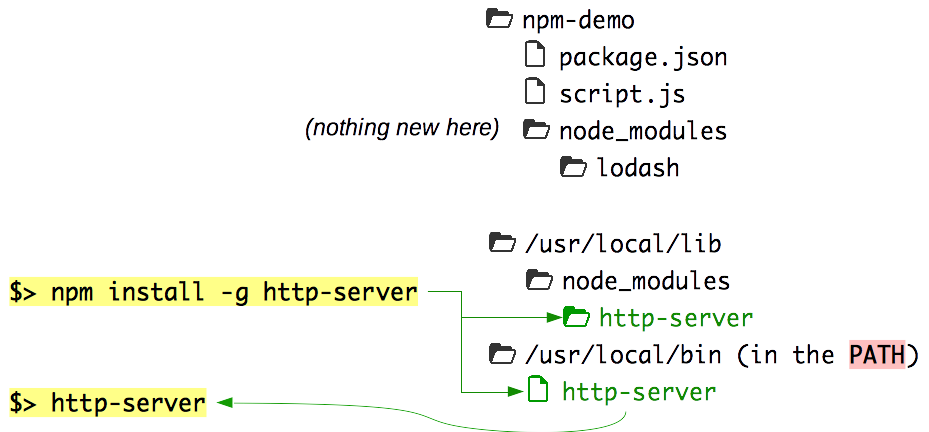 npm-demo
package.json
script.js
(nothing new here) node_modules
lodash
/usr/local/lib
node_modules
$> npm install -g http-server
http-server
/usr/local/bin (in the PATH)
http-server
$> http-server